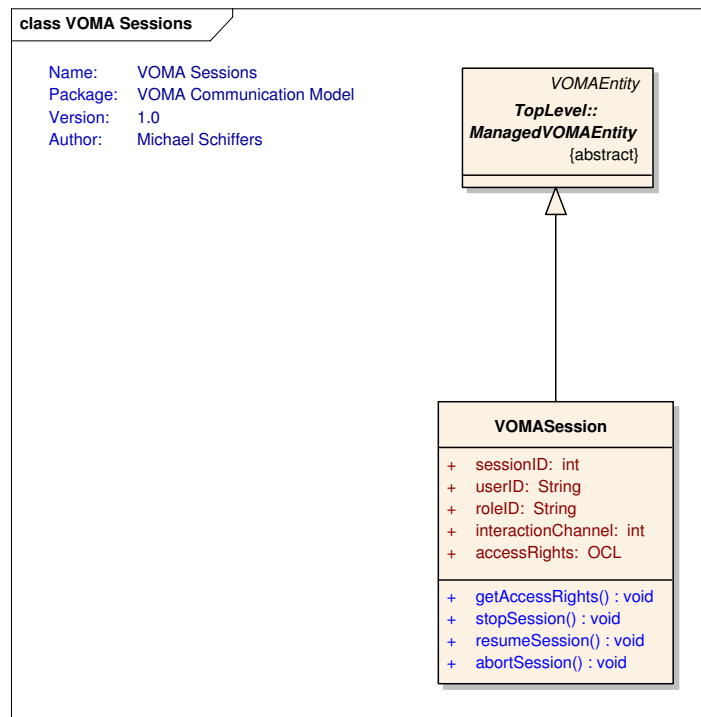 class VOMA Sessions
Name: VOMA Sessions
Package: VOMA Communication Model
Version: 1.0
Author: Michael Schiffers
VOMAEntity
TopLevel::
ManagedVOMAEntity
{abstract}
VOMASession
+ sessionID: int
+ userID: String
+ roleID: String
+ interactionChannel: int
+ accessRights: OCL
+ getAccessRights() : void
+ stopSession() : void
+ resumeSession() : void
+ abortSession() : void